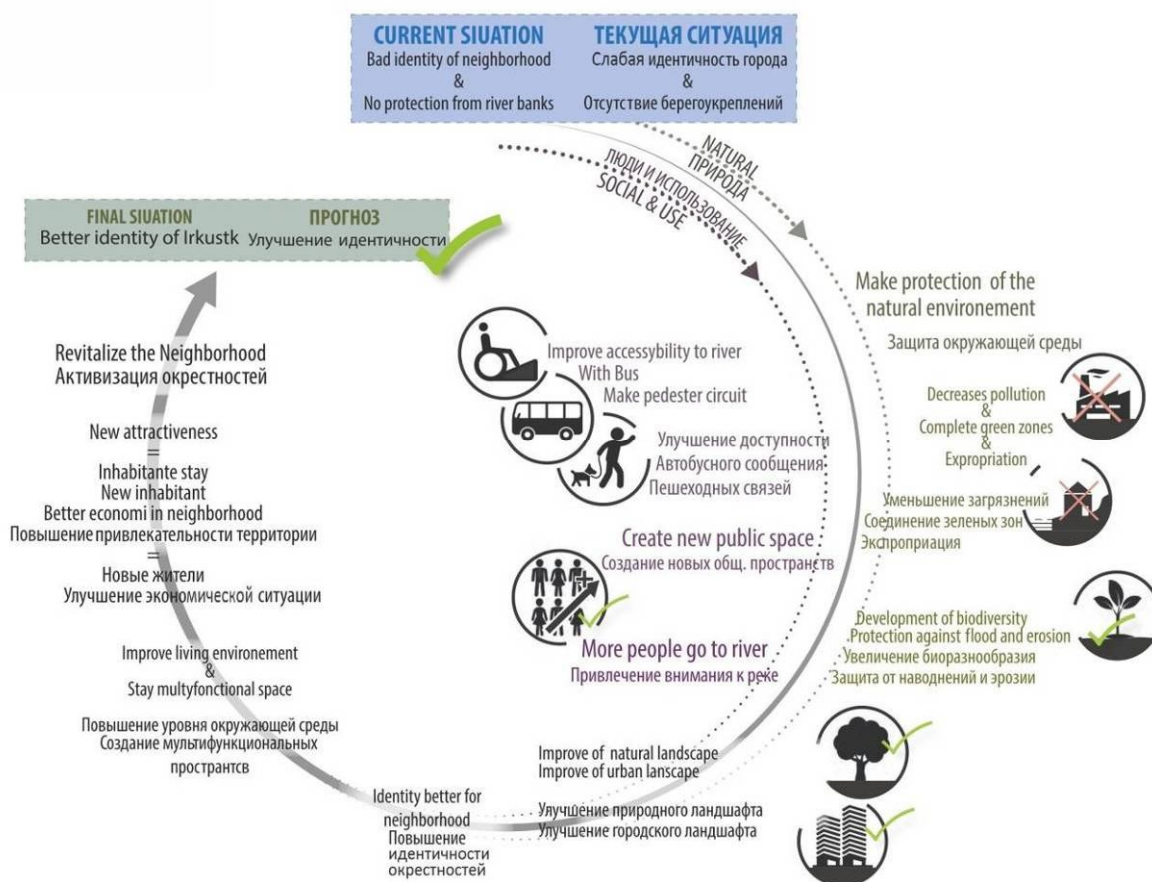 CURRENT SIUATION
Bad identity of neighborhood
&
No protection from river banks
ТЕКУЩАЯ СИТУАЦИЯ
Слабая идентичность города
&
Отсутствие берегоукреплений
NATURAL
ПРИРОДА
ЛЮДИ И ИСПОЛЬЗОВАНИЕ
SOCIAL & USE
FINAL SIUATION
Better identity of Irkustk
ПРОГНОЗ
Улучшение идентичности
Make protection of the
natural environement
Защита окружающей среды
Decreases pollution
&
Complete green zones
&
Expropriation
Уменьшение загрязнений
Соединение зеленых зон
Экспроприация
Development of biodiversity
Protection against flood and erosion
Увеличение биоразнообразия
Защита от наводнений и эрозии
Improve accessybility to river
With Bus
Make pedester circuit
Улучшение доступности
Автобусного сообщения
Пешеходных связей
Create new public space
Создание новых общ. пространств
More people go to river
Привлечение внимания к реке
Improve of natural landscape
Improve of urban lanscape
Улучшение природного ландшафта
Улучшение городского ландшафта
Identity better for
neighborhood
Повышение
идентичности
окрестностей
Improve living environement
&
Stay multyfonctional space
Повышение уровня окружающей среды
Создание мультифункциональных
пространтсв
Revitalize the Neighborhood
Активизация окрестностей
New attractiveness
=
Inhabitante stay
New inhabitant
Better economi in neighborhood
Повышение привлекательности территории
=
Новые жители
Улучшение экономической ситуации